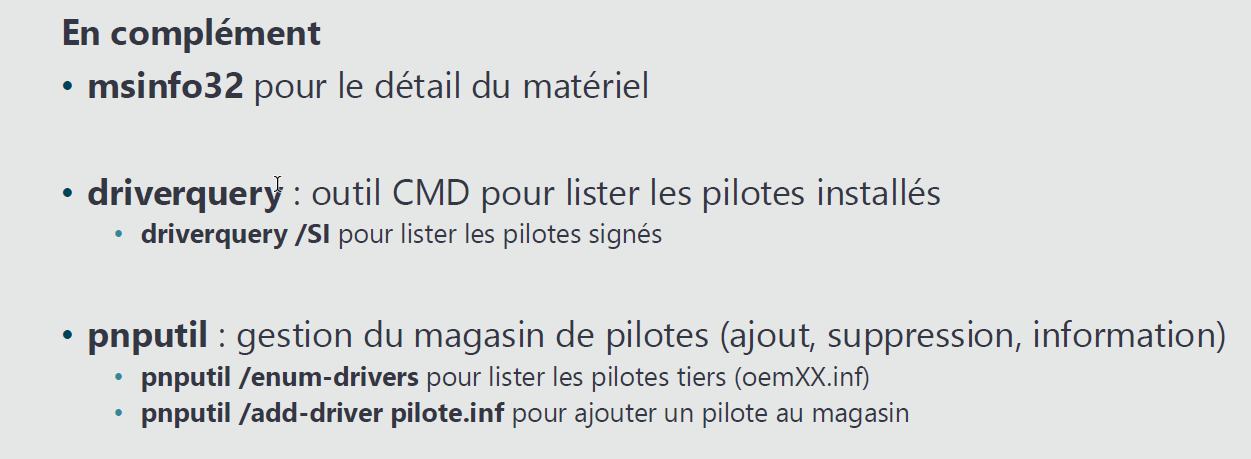 En complément
• msinfo32 pour le détail du matériel
• driverquery : outil CMD pour lister les pilotes installés
• driverquery /SI pour lister les pilotes signés
• pnputil : gestion du magasin de pilotes (ajout, suppression, information)
• pnputil /enum-drivers pour lister les pilotes tiers (oemXX.inf)
• pnputil /add-driver pilote.inf pour ajouter un pilote au magasin